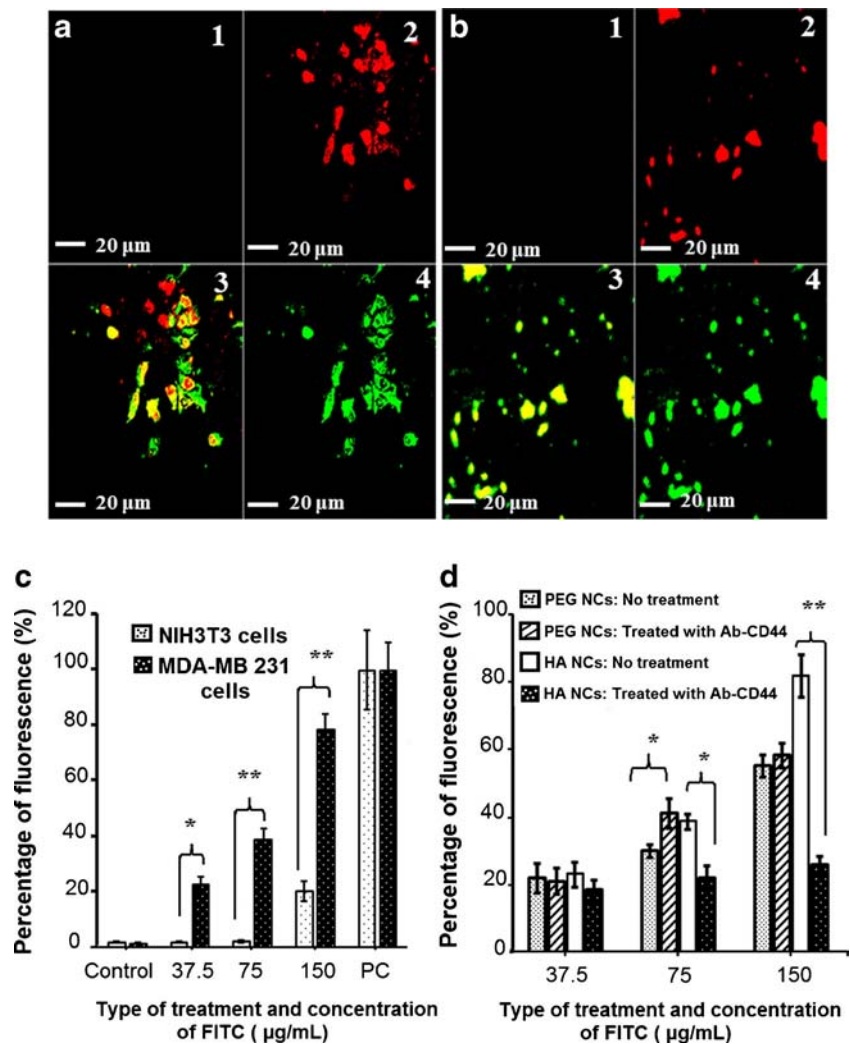 a
1
2
20 µm
20 µm
3
4
20 µm
20 µm
b
1
2
20 µm
20 µm
3
4
20 µm
20 µm
c
Percentage of fluorescence (%)
120
100
80
60
40
20
0
NIH3T3 cells
MDA-MB 231
cells
*
**
**
Control
37.5
75
150
PC
Type of treatment and concentration
of FITC ( µg/mL)
d
Percentage of fluorescence (%)
100
80
60
40
20
0
PEG NCs: No treatment
PEG NCs: Treated with Ab-CD44
HA NCs: No treatment
HA NCs: Treated with Ab-CD44
*
*
**
37.5
75
150
Type of treatment and concentration
of FITC ( µg/mL)